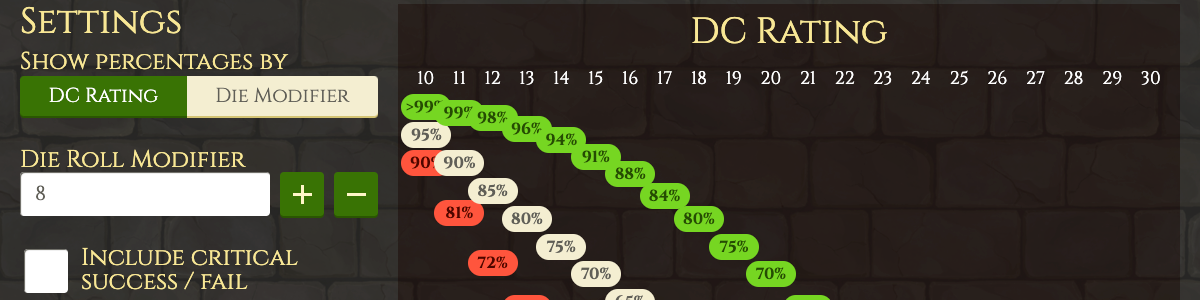 Settings
Show percentages by
DC Rating Die Modifier
Die Roll Modifier
8
+ −
Include critical
success / fail
DC Rating
10 11 12 13 14 15 16 17 18 19 20 21 22 23 24 25 26 27 28 29 30
>99% 99% 98% 96% 94% 91% 88% 84% 80% 75% 70%
95% 90% 85% 80% 75% 70% 65%
90% 81% 72%